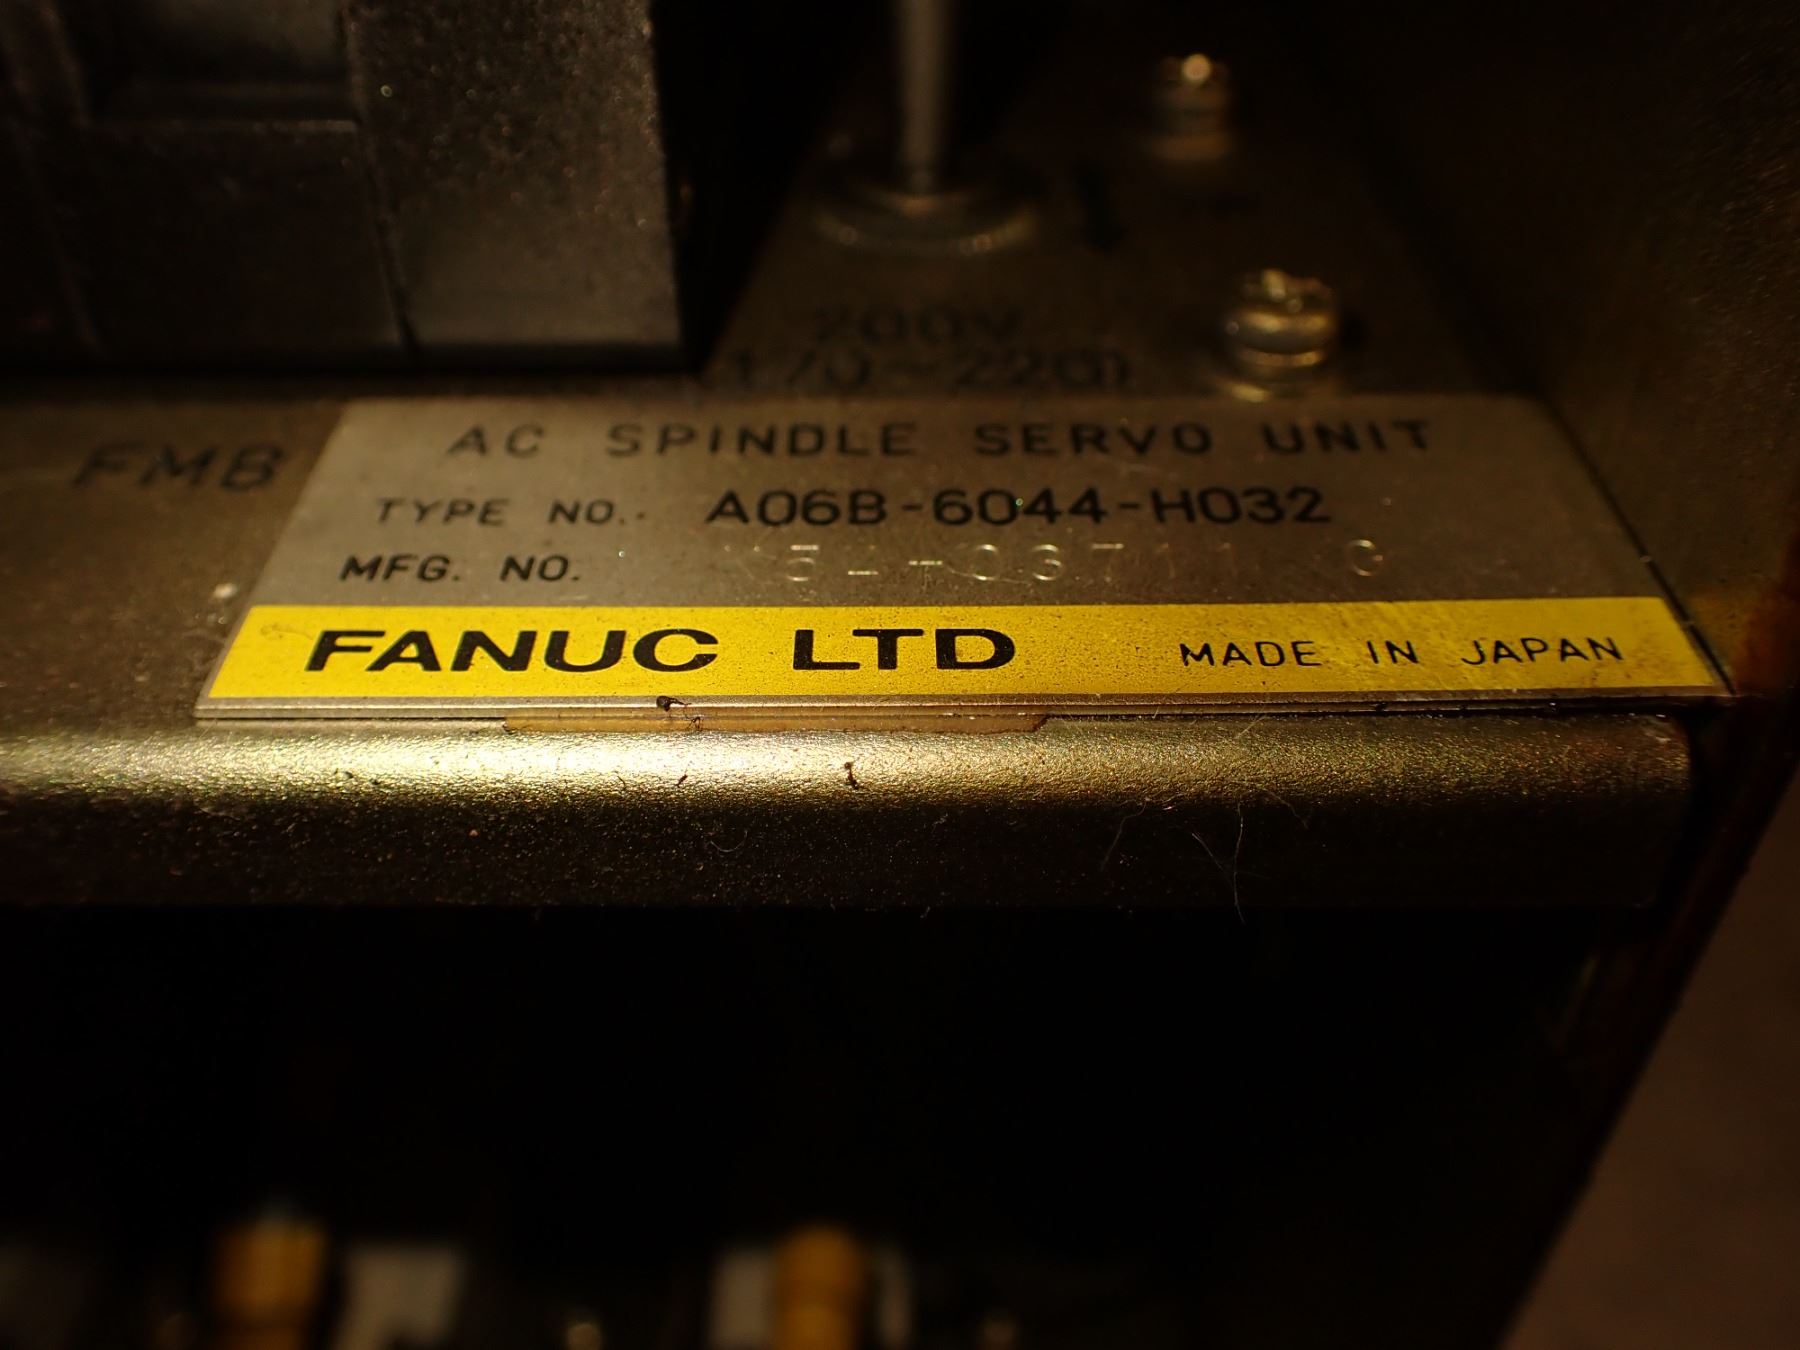 200V
170-220V
FMB
AC SPINDLE SERVO UNIT
TYPE NO. A06B-6044-H032
MFG. NO.
FANUC LTD MADE IN JAPAN